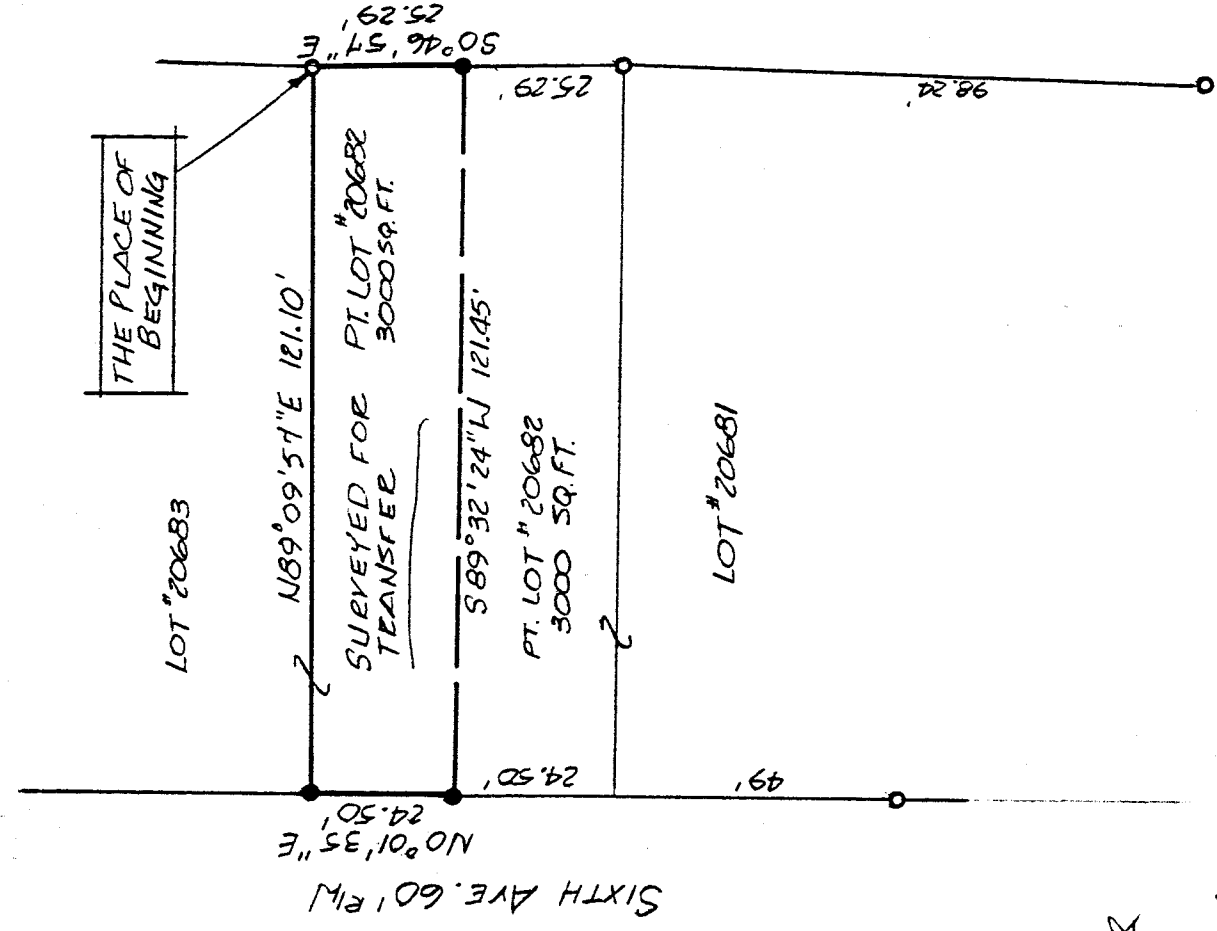 S0°46'57"E
25.29'
25.29'
98.24'
THE PLACE OF
BEGINNING
LOT #20683
N89°09'57"E 121.10'
SURVEYED FOR
TRANSFER
PT. LOT #20682
3000 SQ. FT.
S89°32'24"W 121.45'
PT. LOT #20682
3000 SQ. FT.
LOT #20681
N0°01'35"E
24.50'
24.50'
49'
SIXTH AVE. 60' R/W